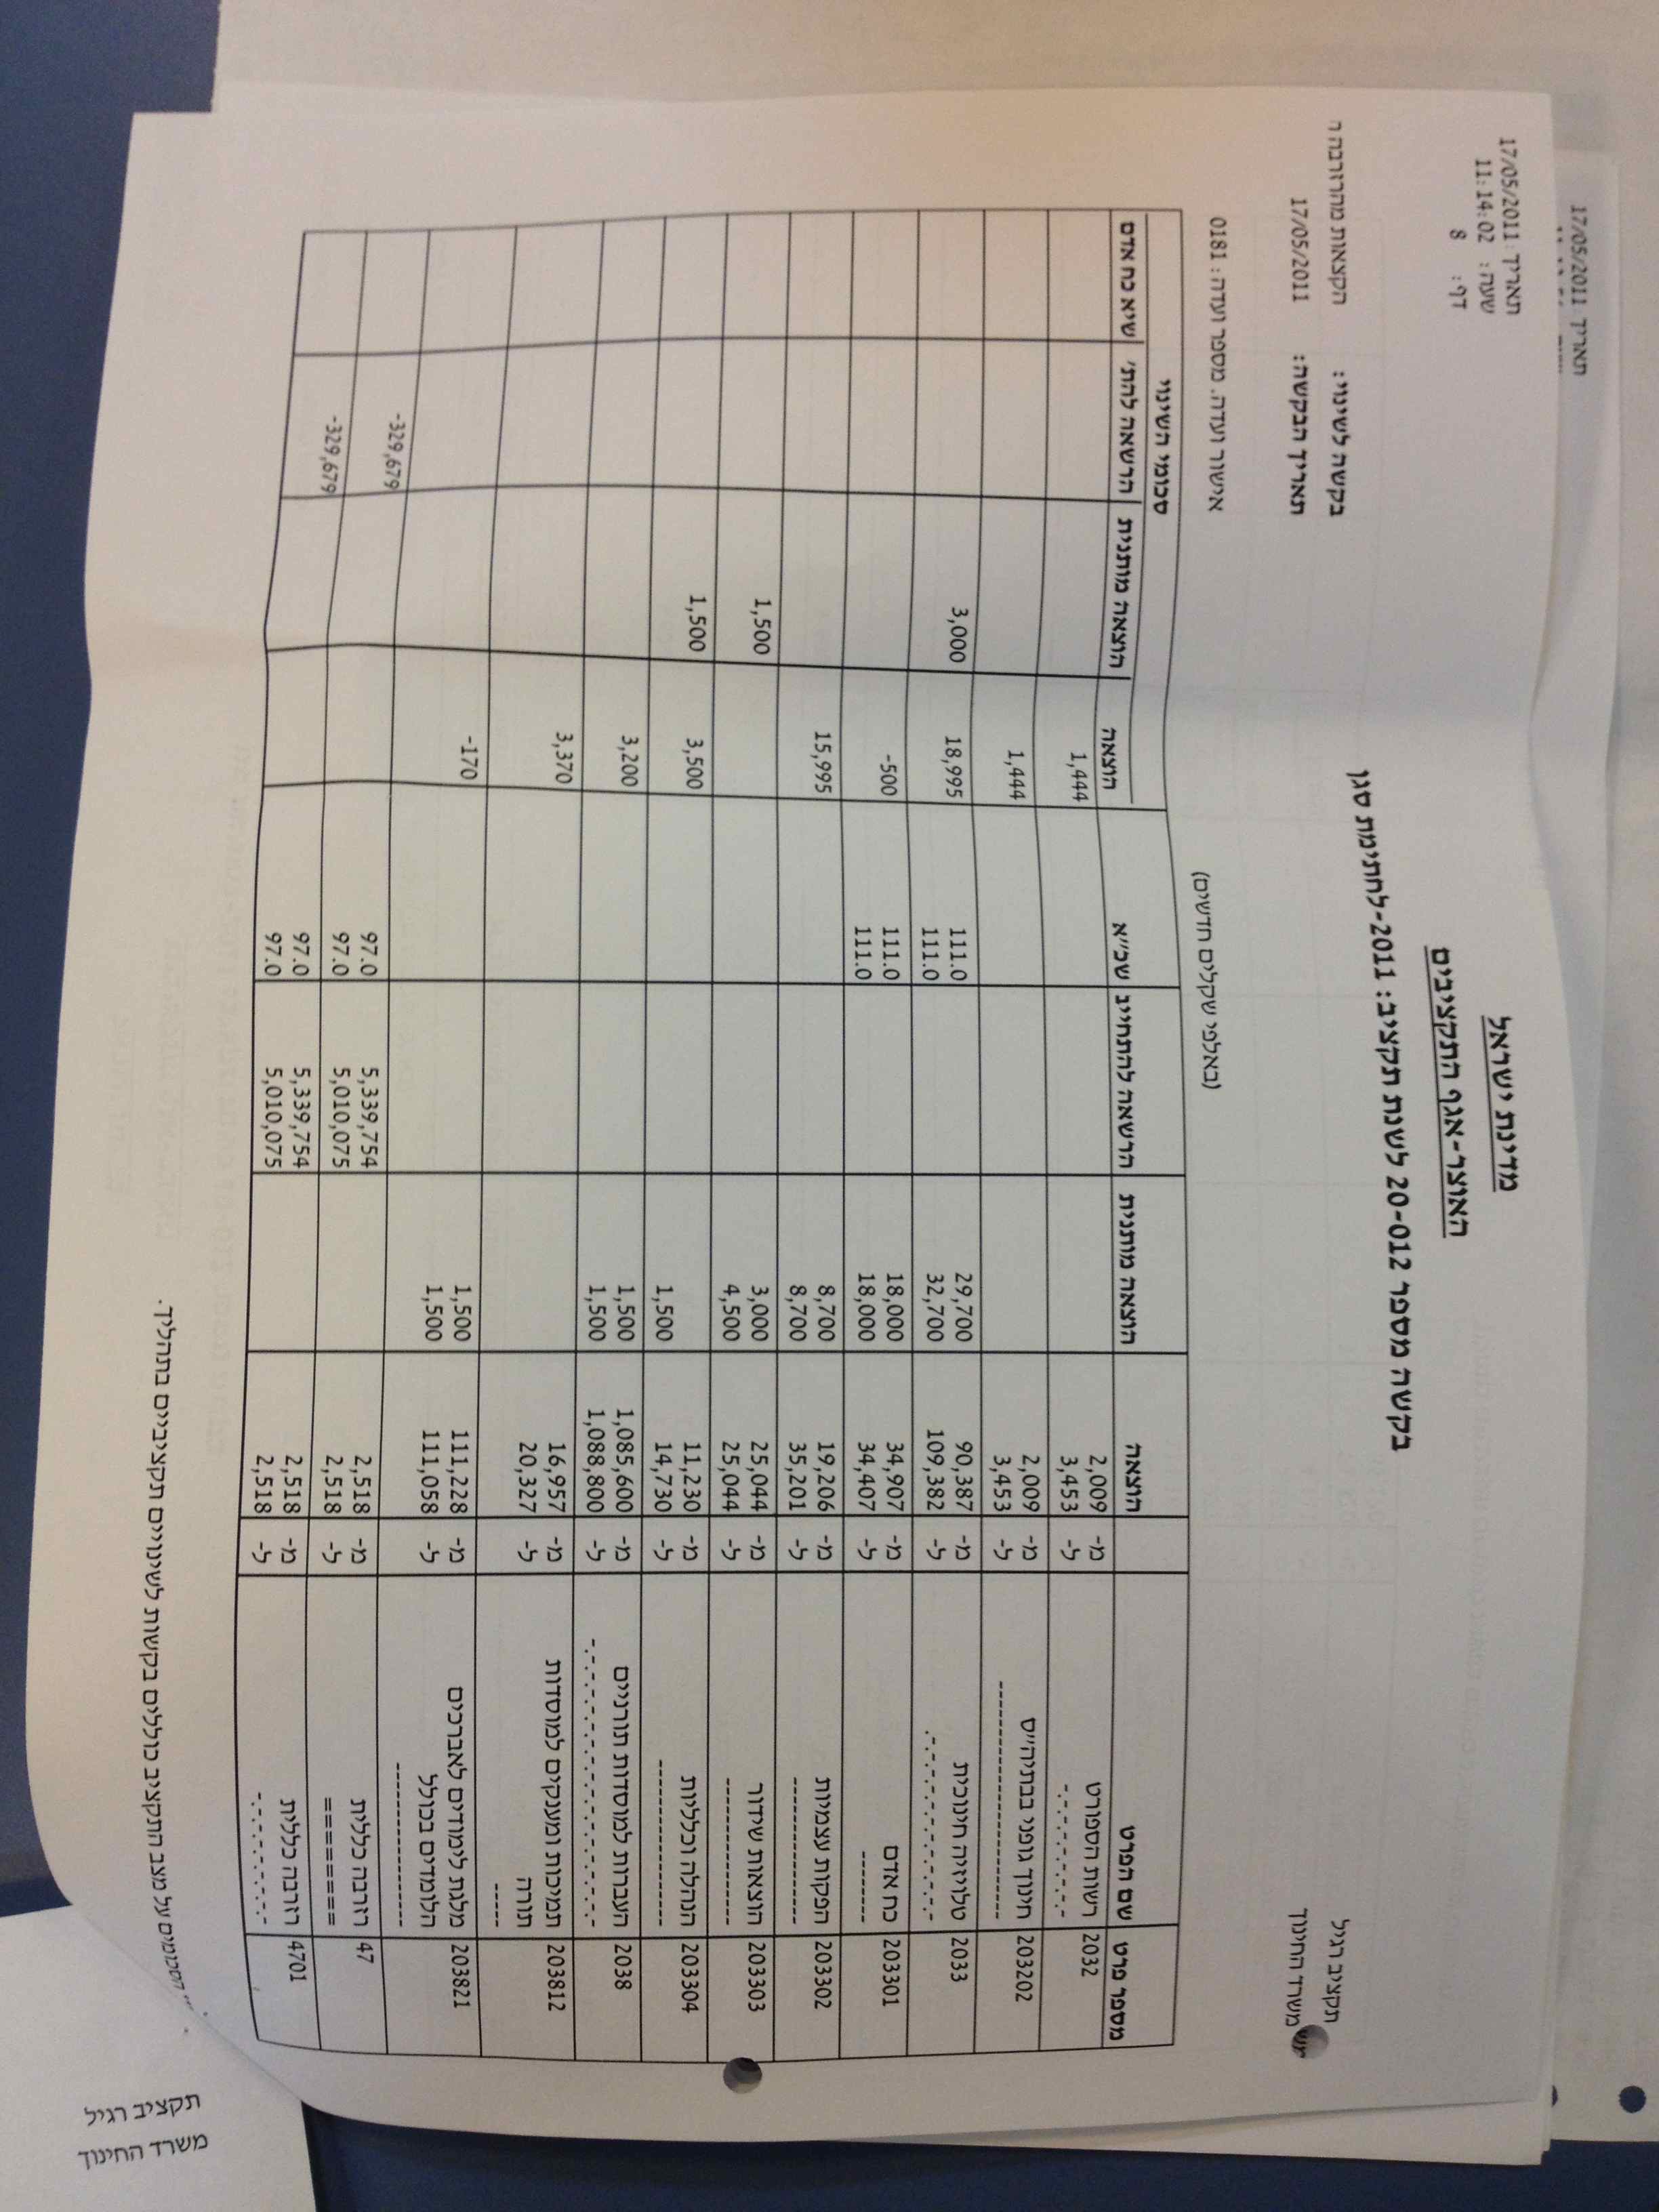 תאריך: 17/05/2011
תאריך: 17/05/2011
שעה: 11:14:02
דף: 8
מדינת ישראל
האוצר-אגף התקציבים
בקשה מספר 20-012 לשנת תקציב: 2011-לחתימת סגן
תקציב רגיל
משרד החינוך
בקשה לשינוי: הקצאות מהרזרבה ה
תאריך הבקשה: 17/05/2011
אישור ועדה. מספר ועדה: 0181
(באלפי שקלים חדשים)
סכומי השינוי
מספר פרט שם הפרט הוצאה הוצאה מותנית הרשאה להתחייב שכ״א הוצאה הוצאה מותנית הרשאה להת׳ שיא כח אדם
2032 רשות הספורט מ- 2,009 1,444
-.-.-.-.-.-.- ל- 3,453
203202 חינוך גופני בבתיה״ס מ- 2,009 1,444
-------------------- ל- 3,453
2033 טלויזיה חינוכית מ- 90,387 29,700 111.0 18,995 3,000
-.-.-.-.-.-.-.-.- ל- 109,382 32,700 111.0
203301 כח אדם מ- 34,907 18,000 111.0 -500
------- ל- 34,407 18,000 111.0
203302 הפקות עצמיות מ- 19,206 8,700 15,995
------------- ל- 35,201 8,700
203303 הוצאות שידור מ- 25,044 3,000 1,500
------------- ל- 25,044 4,500
203304 הנהלה וכלליות מ- 11,230 3,500 1,500
-------------- ל- 14,730 1,500
2038 העברות למוסדות תורניים מ- 1,085,600 1,500 3,200
-.-.-.-.-.-.-.-.-.-.-.- ל- 1,088,800 1,500
203812 תמיכות ומענקים למוסדות מ- 16,957 3,370
תורה ל- 20,327
-----
203821 מלגת לימודים לאברכים מ- 111,228 1,500 -170
הלומדים בכולל ל- 111,058 1,500
--------------
47 רזרבה כללית מ- 2,518 5,339,754 97.0 -329,679
=========== ל- 2,518 5,010,075 97.0
4701 רזרבה כללית מ- 2,518 5,339,754 97.0 -329,679
-.-.-.-.-.-.- ל- 2,518 5,010,075 97.0
הסכומים על מצב התקציב כוללים בקשות לשינויים תקציביים בתהליך.
תקציב רגיל
משרד החינוך